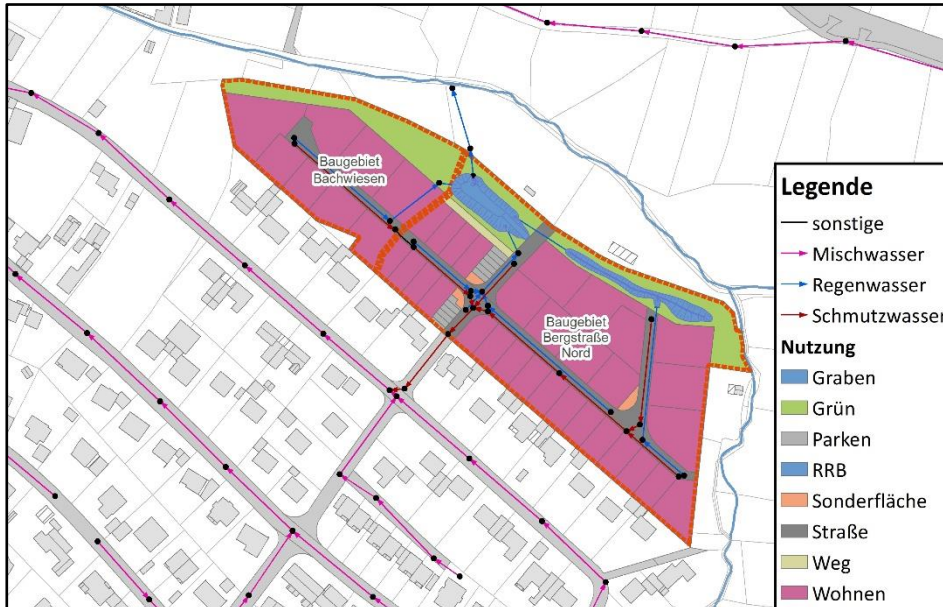 Baugebiet
Bachwiesen
Baugebiet
Bergstraße
Nord
Legende
sonstige
Mischwasser
Regenwasser
Schmutzwasser
Nutzung
Graben
Grün
Parken
RRB
Sonderfläche
Straße
Weg
Wohnen